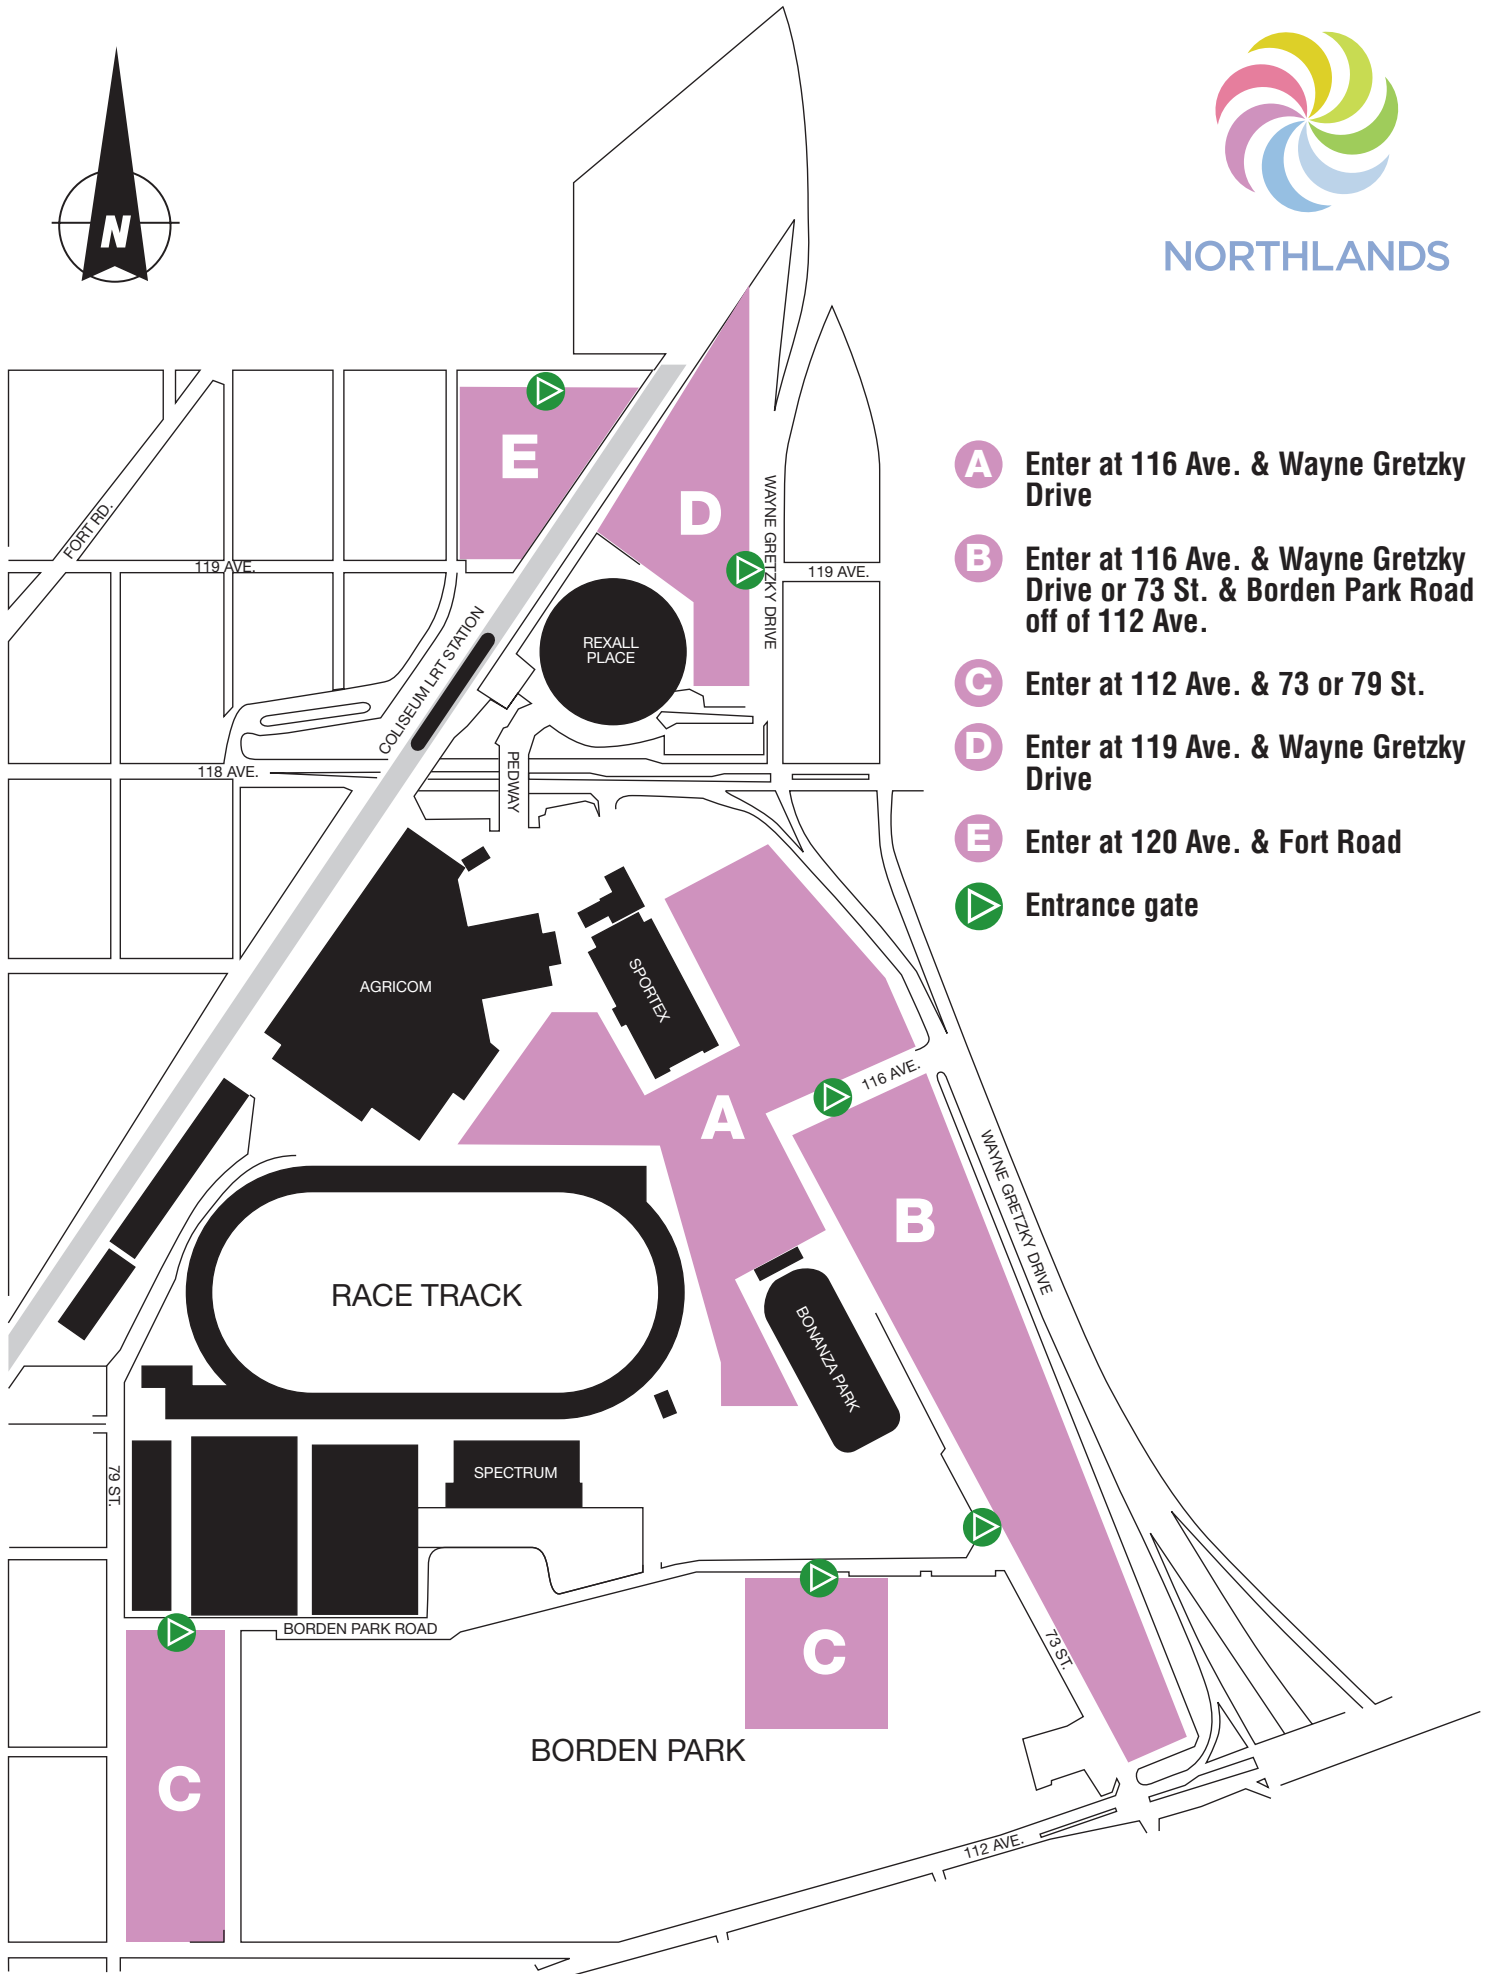 N
NORTHLANDS
A Enter at 116 Ave. & Wayne Gretzky
Drive
B Enter at 116 Ave. & Wayne Gretzky
Drive or 73 St. & Borden Park Road
off of 112 Ave.
C Enter at 112 Ave. & 73 or 79 St.
D Enter at 119 Ave. & Wayne Gretzky
Drive
E Enter at 120 Ave. & Fort Road
Entrance gate
E
D
FORT RD.
119 AVE.
WAYNE GRETZKY DRIVE
119 AVE.
REXALL
PLACE
COLISEUM LRT STATION
118 AVE.
PEDWAY
AGRICOM
SPORTEX
116 AVE.
A
WAYNE GRETZKY DRIVE
B
RACE TRACK
BONANZA PARK
79 ST.
SPECTRUM
BORDEN PARK ROAD
C
73 ST.
BORDEN PARK
C
112 AVE.